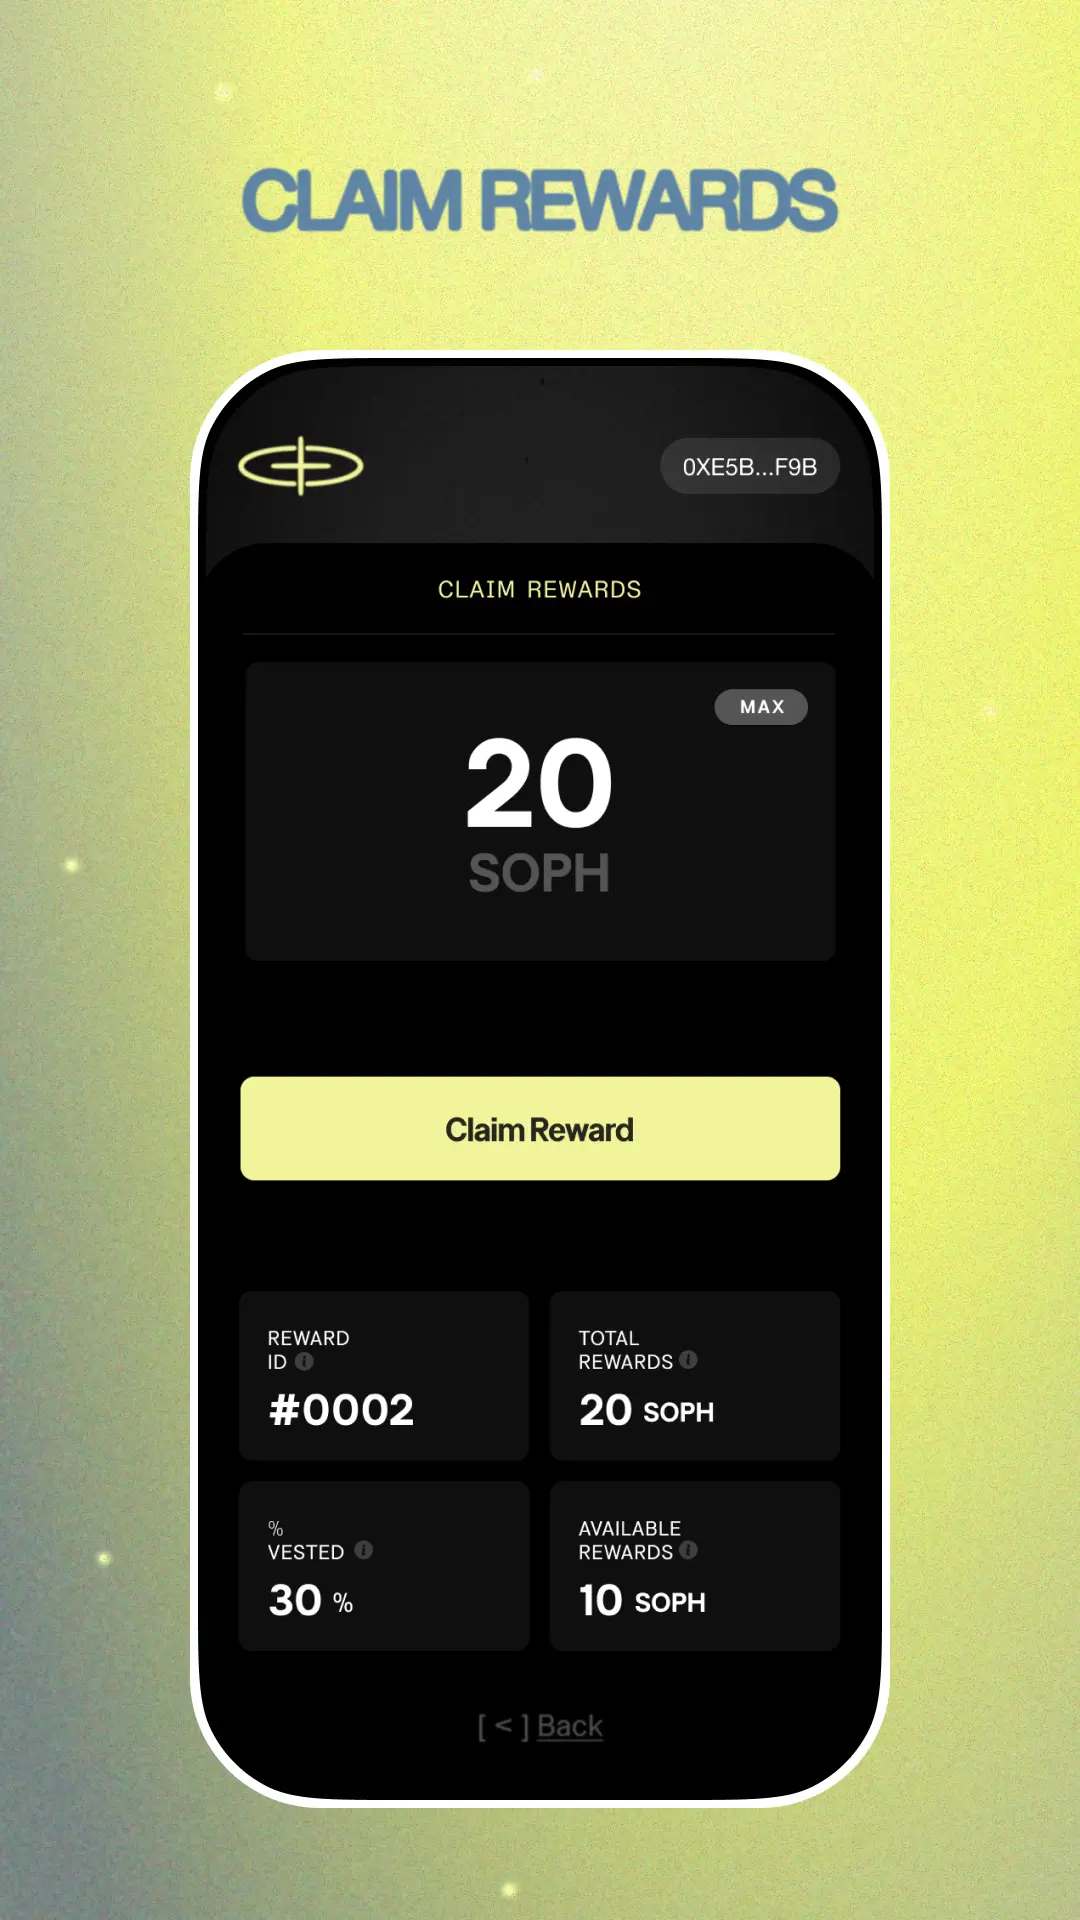 CLAIM REWARDS
0XE5B...F9B
CLAIM REWARDS
MAX
20
SOPH
Claim Reward
REWARD
ID
#0002
TOTAL
REWARDS
20 SOPH
%
VESTED
30 %
AVAILABLE
REWARDS
10 SOPH
[ < ] Back